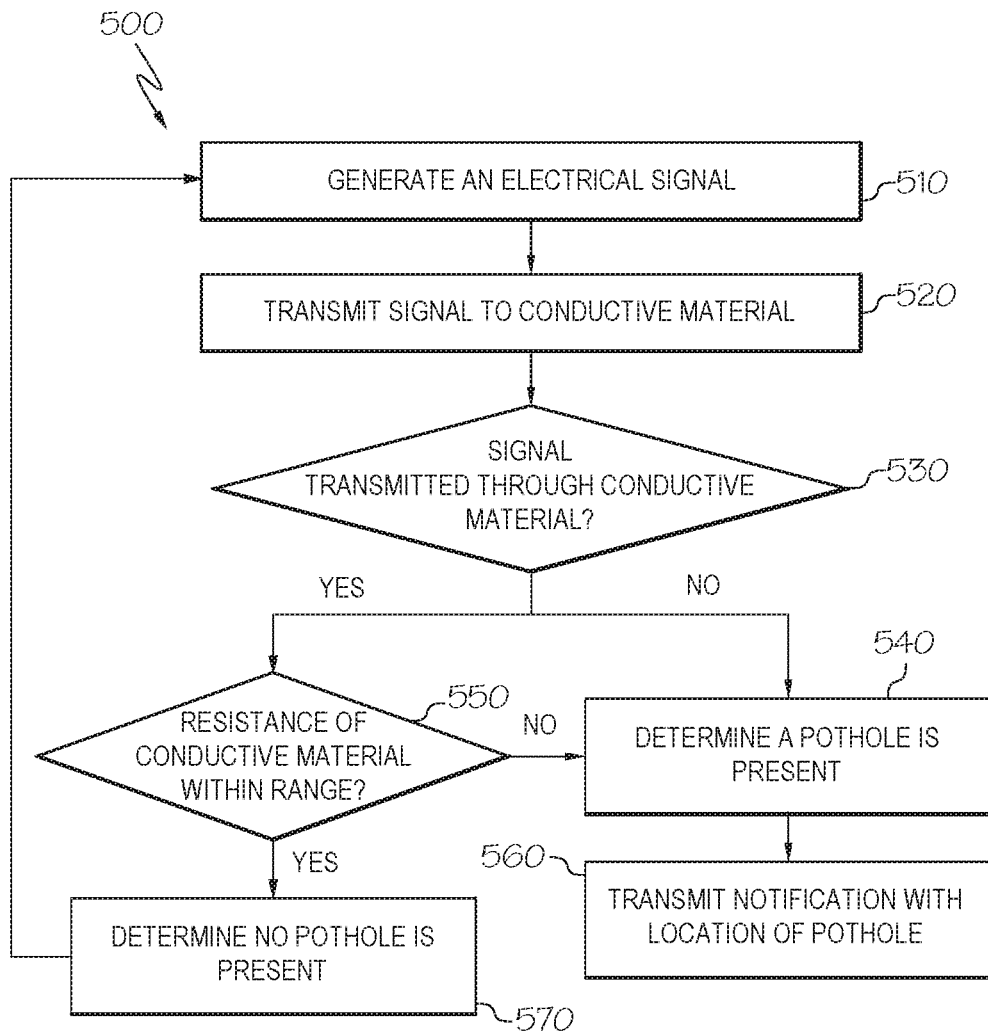 500
GENERATE AN ELECTRICAL SIGNAL
510
TRANSMIT SIGNAL TO CONDUCTIVE MATERIAL
520
SIGNAL
TRANSMITTED THROUGH CONDUCTIVE
MATERIAL?
530
YES
NO
540
550
RESISTANCE OF
CONDUCTIVE MATERIAL
WITHIN RANGE?
NO
DETERMINE A POTHOLE IS
PRESENT
YES
560
TRANSMIT NOTIFICATION WITH
LOCATION OF POTHOLE
DETERMINE NO POTHOLE IS
PRESENT
570